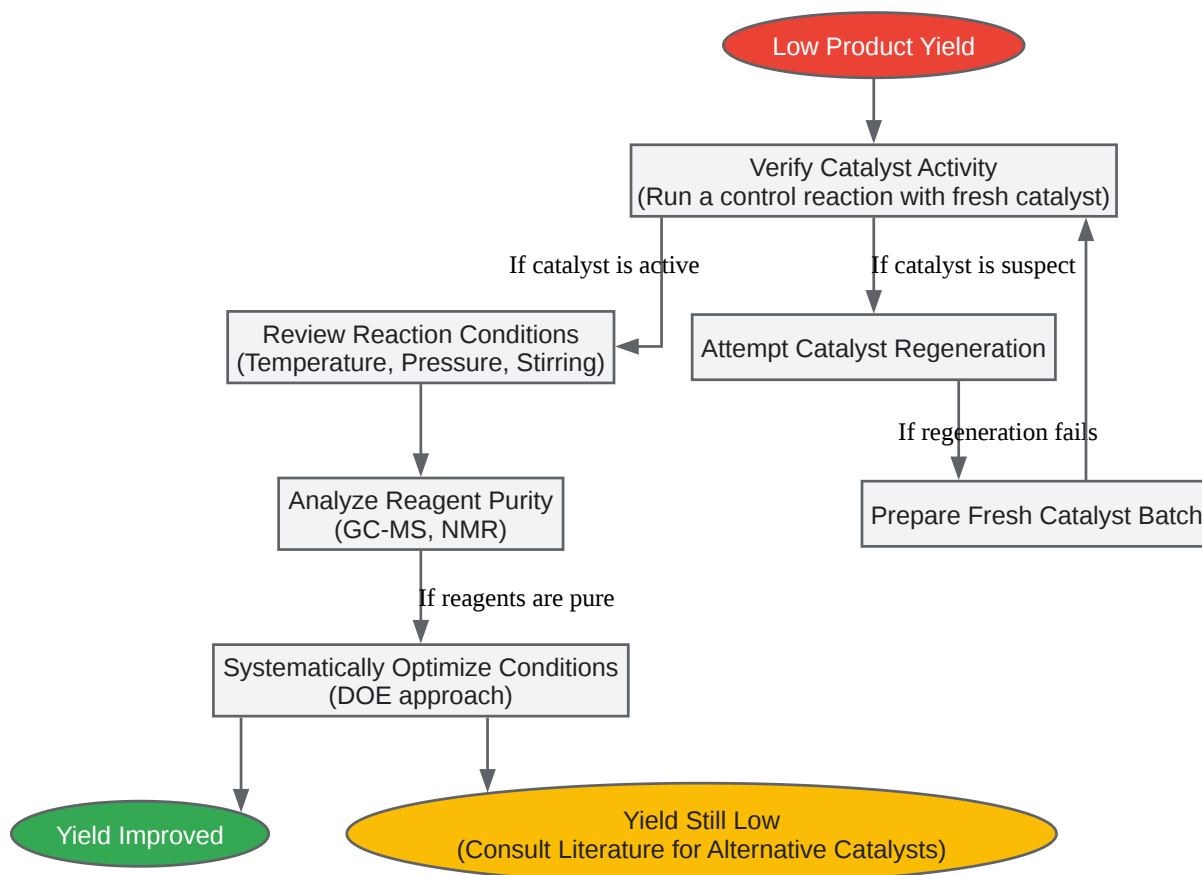 Low Product Yield
Verify Catalyst Activity
(Run a control reaction with fresh catalyst)
If catalyst is active
If catalyst is suspect
Review Reaction Conditions
(Temperature, Pressure, Stirring)
Attempt Catalyst Regeneration
If regeneration fails
Analyze Reagent Purity
(GC-MS, NMR)
Prepare Fresh Catalyst Batch
If reagents are pure
Systematically Optimize Conditions
(DOE approach)
Yield Improved
Yield Still Low
(Consult Literature for Alternative Catalysts)